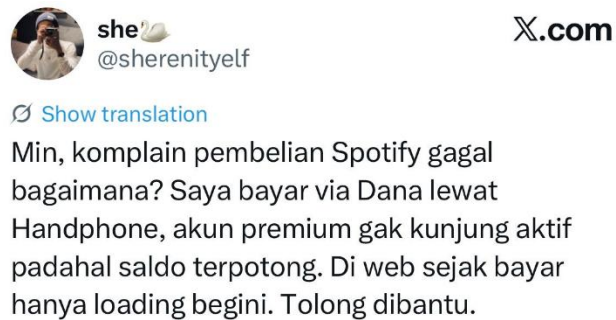 she🦢
X.com
@sherenityelf
Show translation
Min, komplain pembelian Spotify gagal
bagaimana? Saya bayar via Dana lewat
Handphone, akun premium gak kunjung aktif
padahal saldo terpotong. Di web sejak bayar
hanya loading begini. Tolong dibantu.